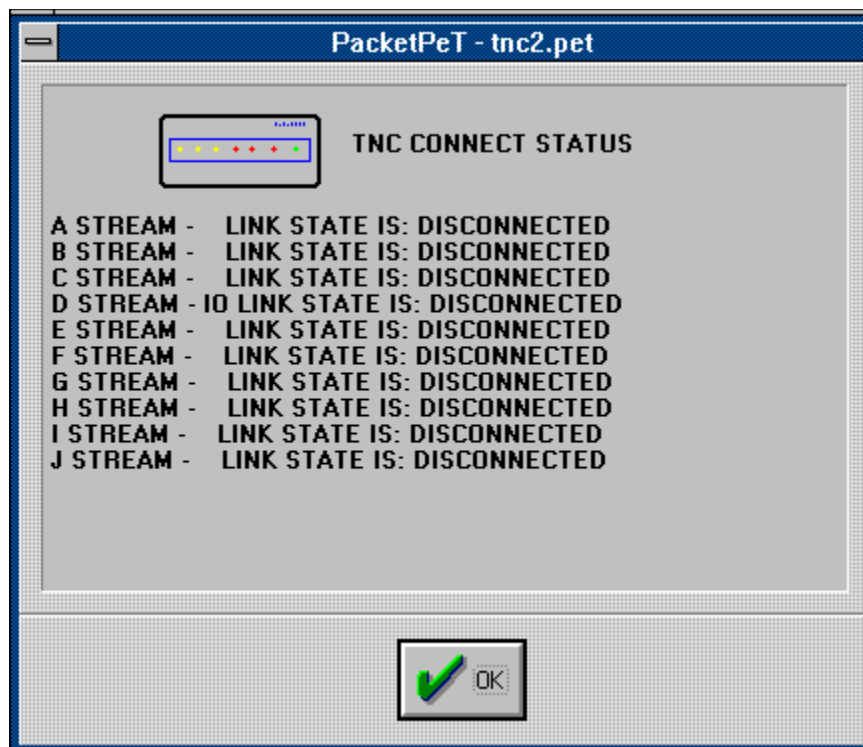 PacketPeT - tnc2.pet
TNC CONNECT STATUS
A STREAM - LINK STATE IS: DISCONNECTED
B STREAM - LINK STATE IS: DISCONNECTED
C STREAM - LINK STATE IS: DISCONNECTED
D STREAM - IO LINK STATE IS: DISCONNECTED
E STREAM - LINK STATE IS: DISCONNECTED
F STREAM - LINK STATE IS: DISCONNECTED
G STREAM - LINK STATE IS: DISCONNECTED
H STREAM - LINK STATE IS: DISCONNECTED
I STREAM - LINK STATE IS: DISCONNECTED
J STREAM - LINK STATE IS: DISCONNECTED
OK